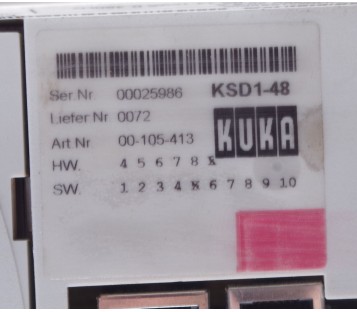 Ser Nr 00025986 KSD1-48
Liefer Nr 0072
Art Nr 00-105-413
KUKA
HW. 4 5 6 7 8
SW. 1 2 3 4 5 6 7 8 9 10